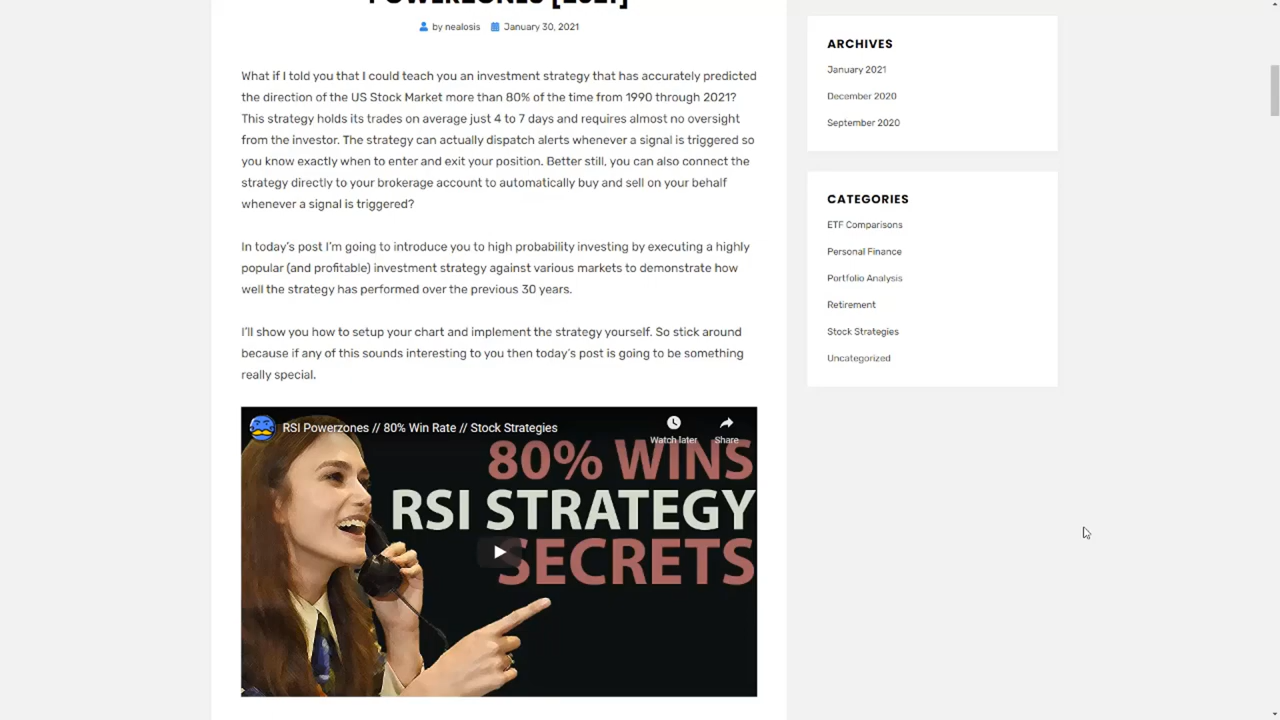 POWERZONES [2021]
by nealosis January 30, 2021
What if I told you that I could teach you an investment strategy that has accurately predicted
the direction of the US Stock Market more than 80% of the time from 1990 through 2021?
This strategy holds its trades on average just 4 to 7 days and requires almost no oversight
from the investor. The strategy can actually dispatch alerts whenever a signal is triggered so
you know exactly when to enter and exit your position. Better still, you can also connect the
strategy directly to your brokerage account to automatically buy and sell on your behalf
whenever a signal is triggered?
In today's post I'm going to introduce you to high probability investing by executing a highly
popular (and profitable) investment strategy against various markets to demonstrate how
well the strategy has performed over the previous 30 years.
I'll show you how to setup your chart and implement the strategy yourself. So stick around
because if any of this sounds interesting to you then today's post is going to be something
really special.
RSI Powerzones // 80% Win Rate // Stock Strategies
Watch later Share
80% WINS
RSI STRATEGY
SECRETS
ARCHIVES
January 2021
December 2020
September 2020
CATEGORIES
ETF Comparisons
Personal Finance
Portfolio Analysis
Retirement
Stock Strategies
Uncategorized